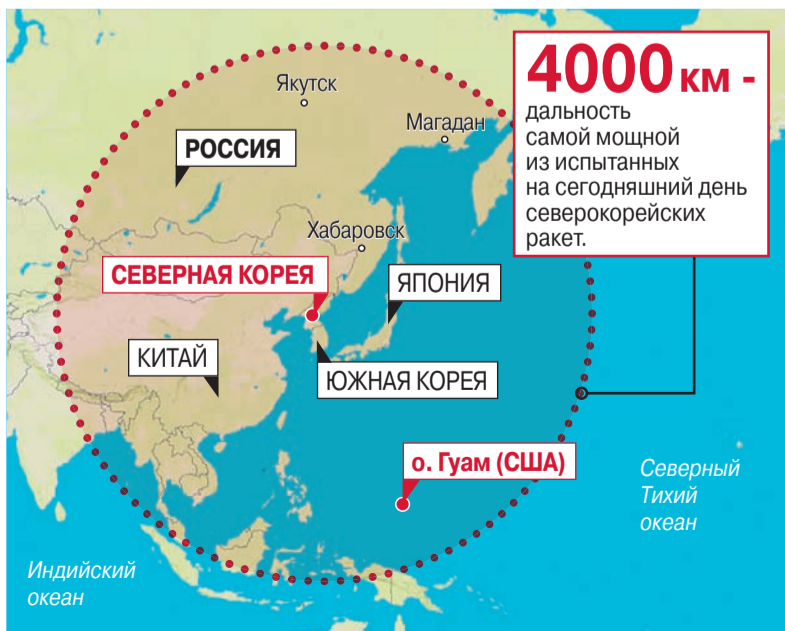 4000 км -
дальность
самой мощной
из испытанных
на сегодняшний день
северокорейских
ракет.
Якутск
Магадан
РОССИЯ
Хабаровск
СЕВЕРНАЯ КОРЕЯ
ЯПОНИЯ
КИТАЙ
ЮЖНАЯ КОРЕЯ
о. Гуам (США)
Северный
Тихий
океан
Индийский
океан